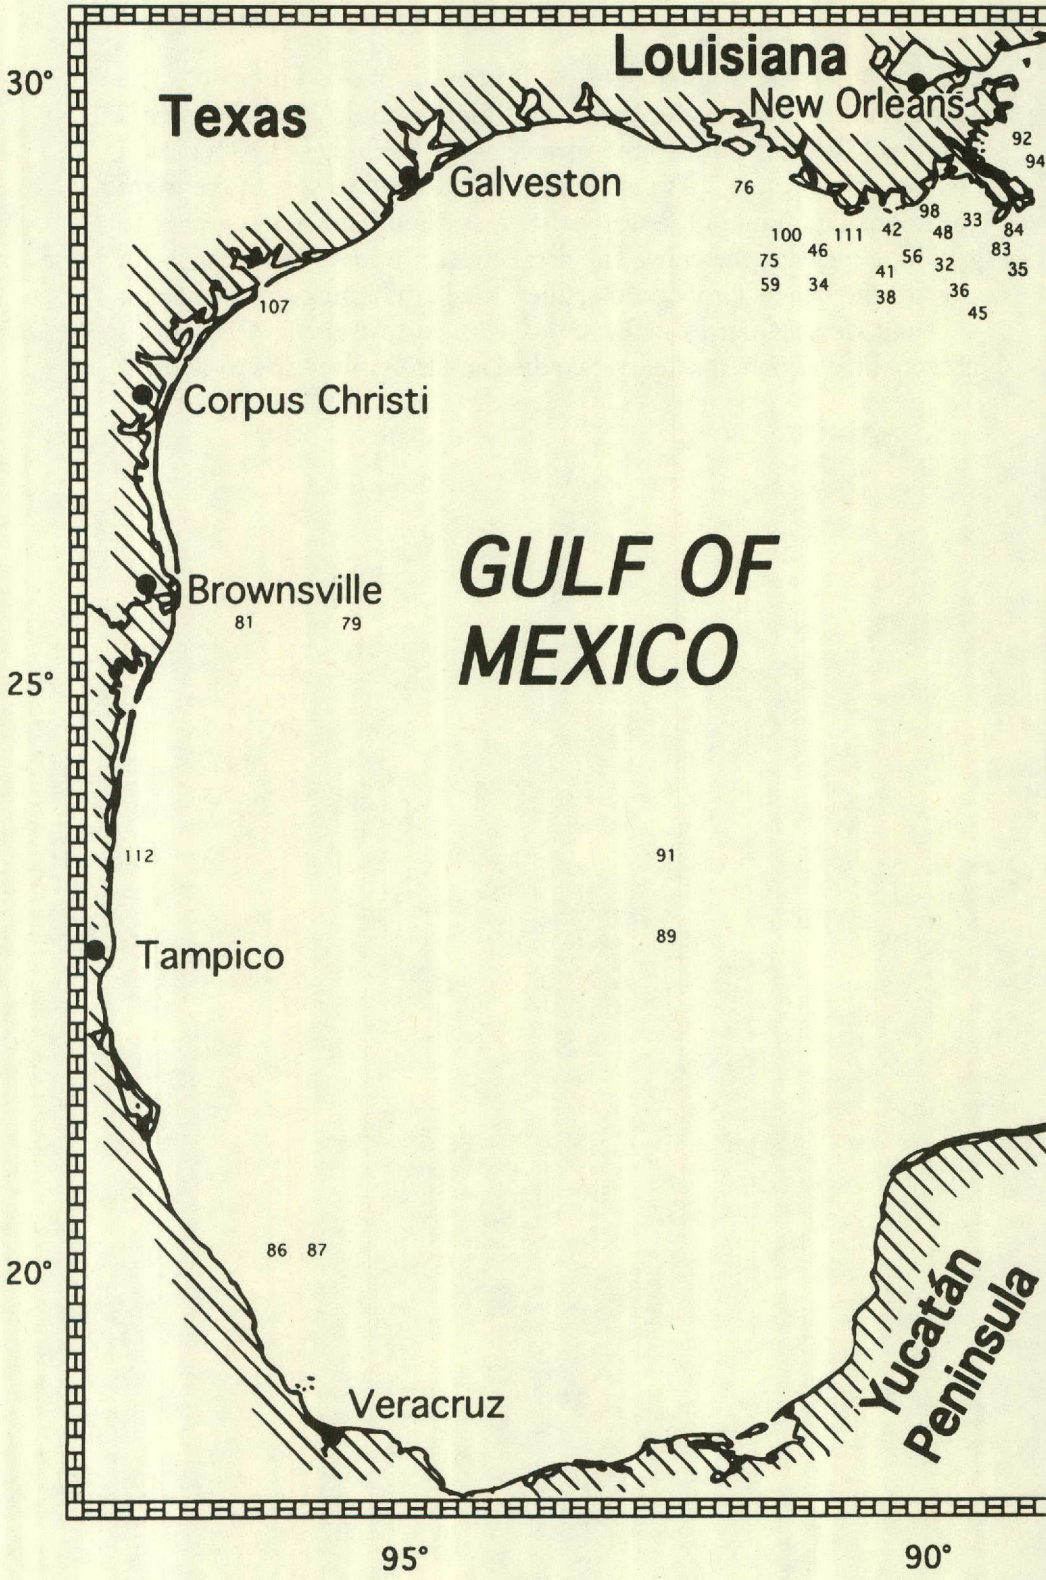 Louisiana
30°
Texas
New Orleans
92
94
Galveston
76
98
33
100
111
42
48
84
46
83
75
56
32
35
41
59
34
38
36
45
107
Corpus Christi
GULF OF
MEXICO
Brownsville
81
79
25°
112
91
89
Tampico
86
87
20°
Yucatán
Peninsula
Veracruz
95°
90°